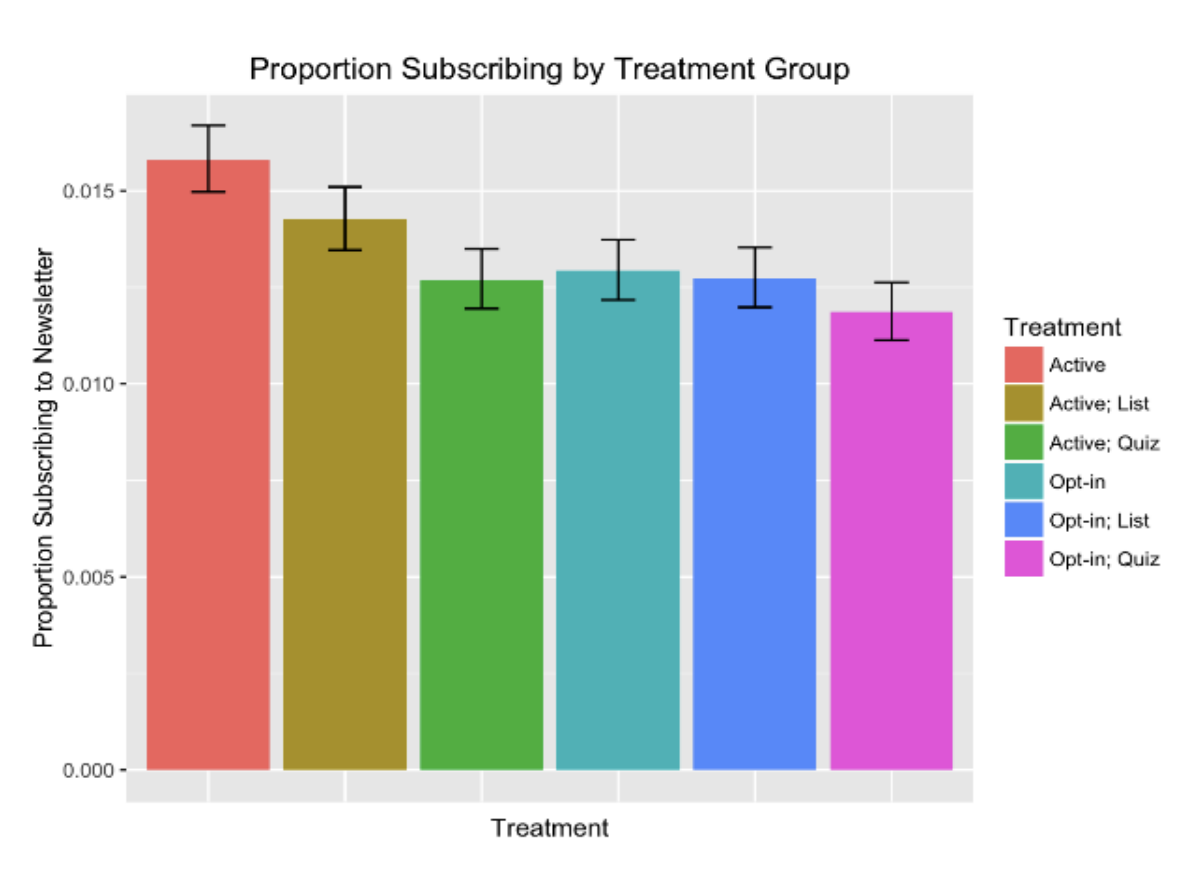 Proportion Subscribing by Treatment Group
Proportion Subscribing to Newsletter
0.015
0.010
0.005
0.000
Treatment
Treatment
Active
Active; List
Active; Quiz
Opt-in
Opt-in; List
Opt-in; Quiz